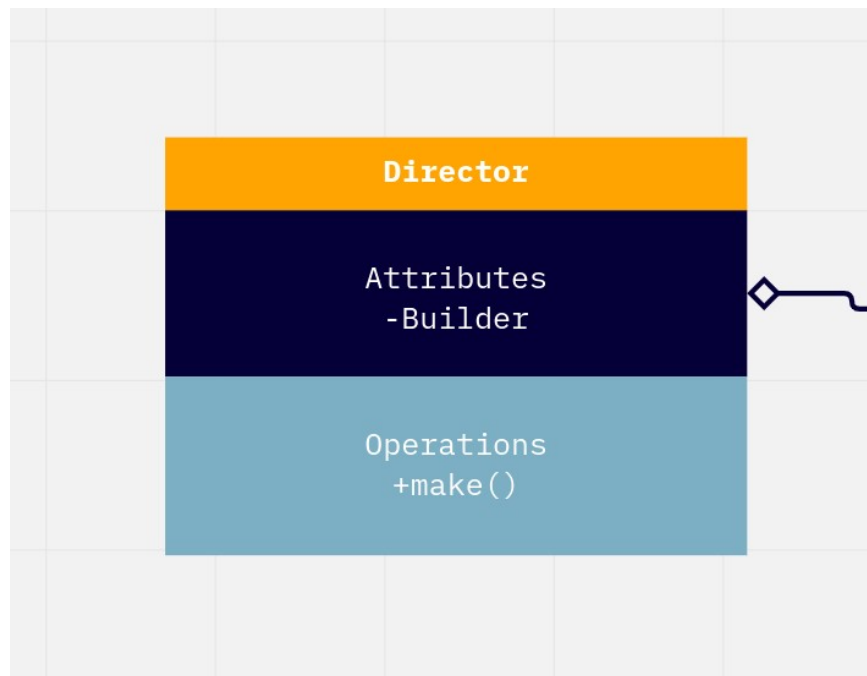 Director
Attributes
-Builder
Operations
+make()